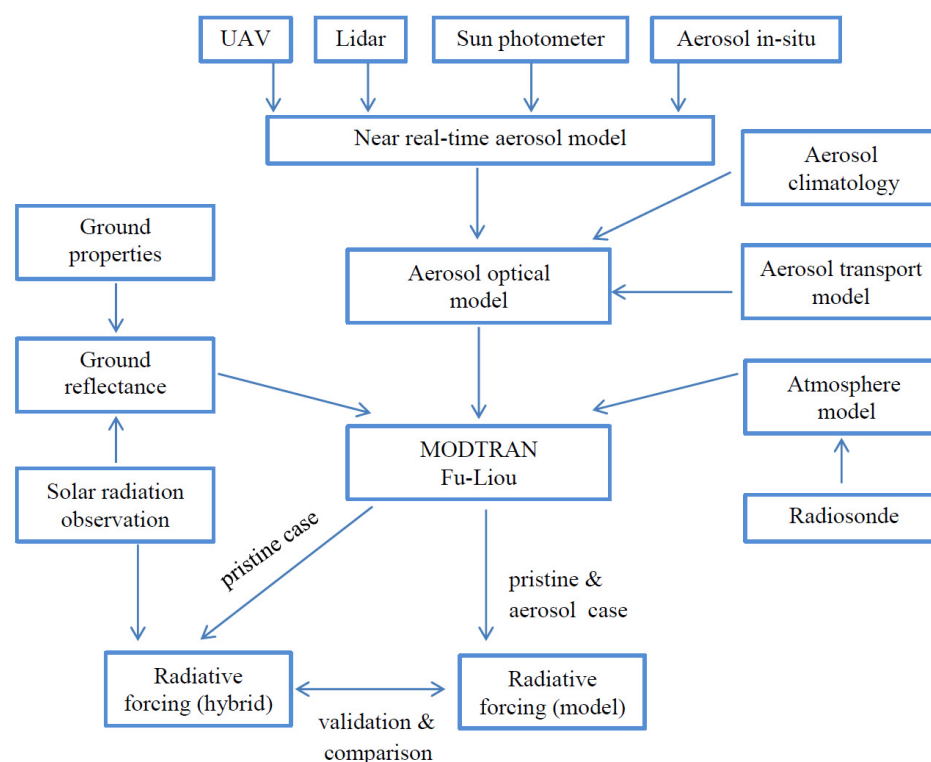 UAV
Lidar
Sun photometer
Aerosol in-situ
Near real-time aerosol model
Aerosol
climatology
Ground
properties
Aerosol optical
model
Aerosol transport
model
Ground
reflectance
Atmosphere
model
MODTRAN
Fu-Liou
Solar radiation
observation
Radiosonde
pristine case
pristine &
aerosol case
Radiative
forcing (hybrid)
Radiative
forcing (model)
validation &
comparison